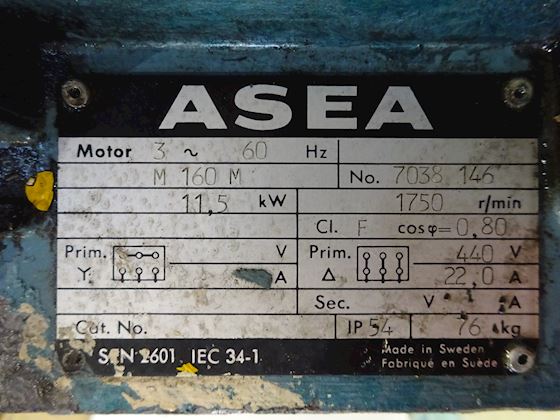 ASEA
Motor 3 ~ 60 Hz
M 160 M No. 7038 146
11,5 kW 1750 r/min
Cl. F cosφ=0,80
Prim. V Prim. 440 V
Y A Δ 22,0 A
Sec. V A
Cat. No. IP 54 76 kg
SEN 2601 IEC 34-1 Made in Sweden
Fabriqué en Suède